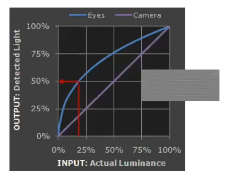 Eyes Camera
100%
75%
50%
25%
0%
0% 25% 50% 75% 100%
OUTPUT: Detected Light
INPUT: Actual Luminance